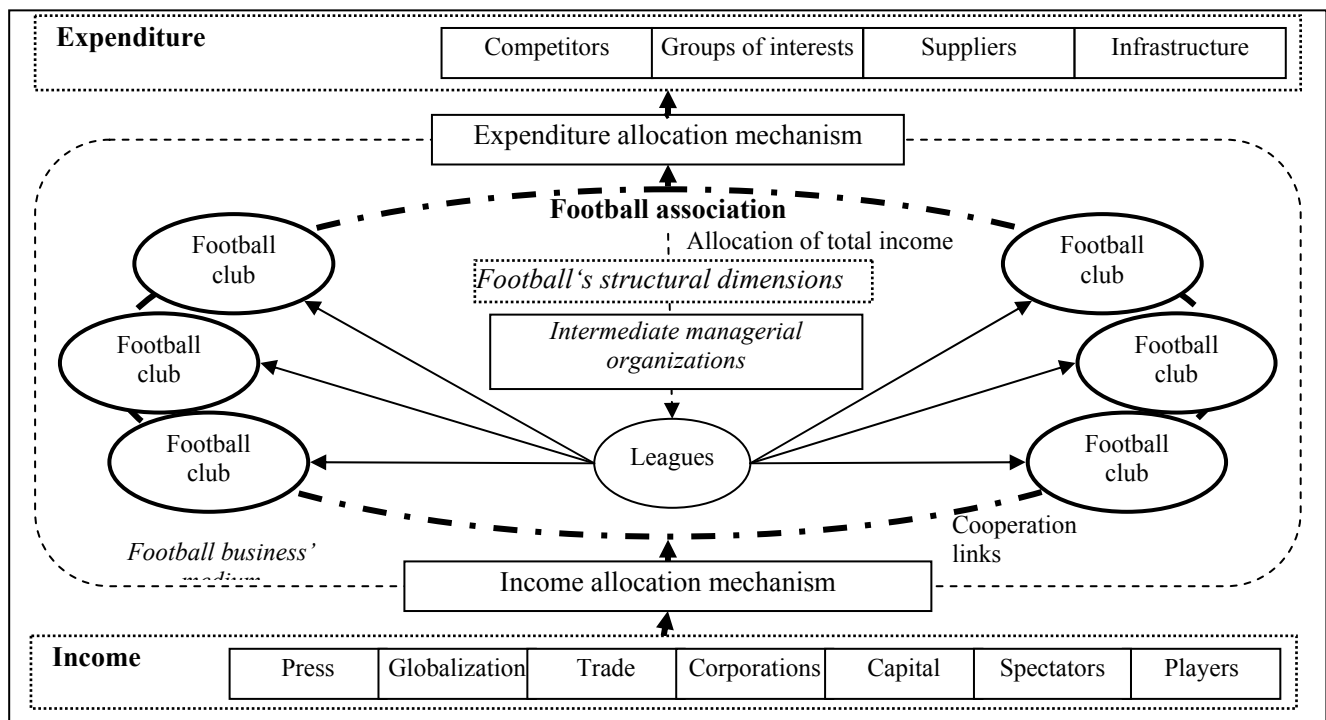 Expenditure
Competitors
Groups of interests
Suppliers
Infrastructure
Expenditure allocation mechanism
Football association
Allocation of total income
Football
club
Football
club
Football‘s structural dimensions
Intermediate managerial
organizations
Football
club
Football
club
Football
club
Leagues
Football
club
Cooperation
links
Football business’
medium
Income allocation mechanism
Income
Press
Globalization
Trade
Corporations
Capital
Spectators
Players